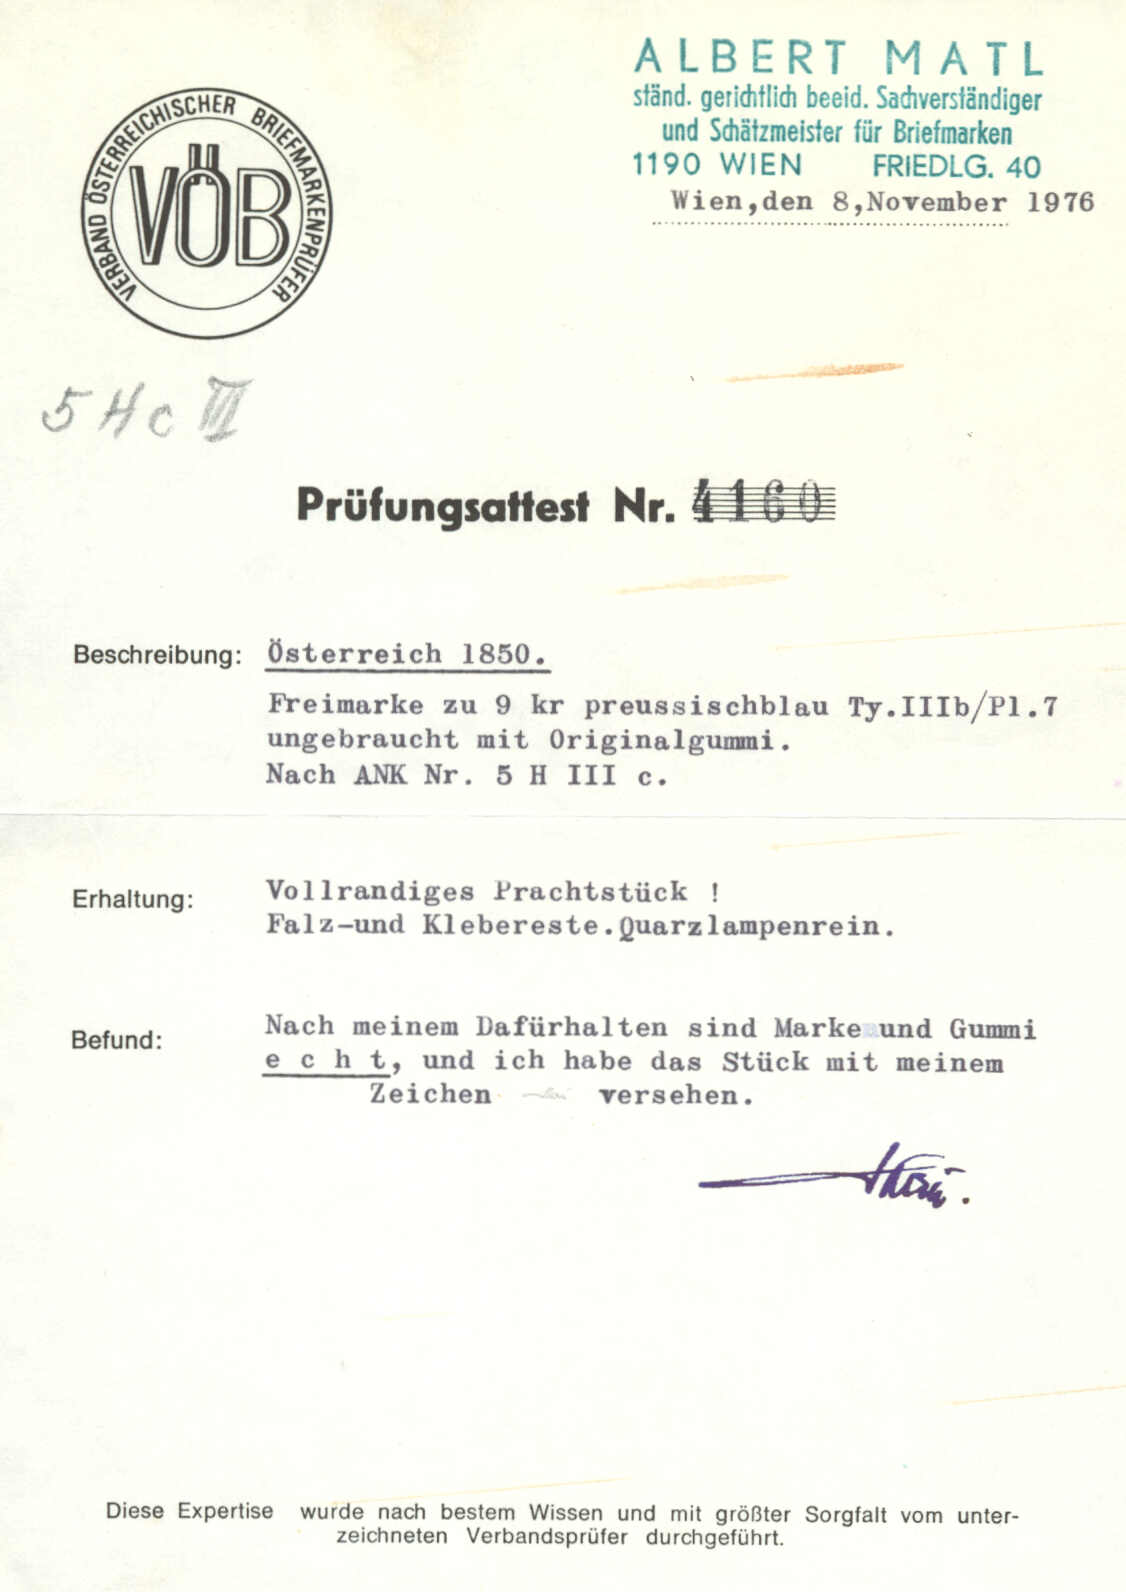 ALBERT MATL
ständ. gerichtlich beeid. Sachverständiger
und Schätzmeister für Briefmarken
1190 WIEN FRIEDLG. 40
Wien,den 8,November 1976
VERBAND ÖSTERREICHISCHER BRIEFMARKENPRÜFER
VÖB
5 H c III
Prüfungsattest Nr. 4160
Beschreibung: Österreich 1850.
Freimarke zu 9 kr preussischblau Ty.IIIb/Pl.7
ungebraucht mit Originalgummi.
Nach ANK Nr. 5 H III c.
Erhaltung: Vollrandiges Prachtstück !
Falz-und Klebereste.Quarzlampenrein.
Befund: Nach meinem Dafürhalten sind Marke und Gummi
e c h t, und ich habe das Stück mit meinem
Zeichen versehen.
Diese Expertise wurde nach bestem Wissen und mit größter Sorgfalt vom unter-
zeichneten Verbandsprüfer durchgeführt.